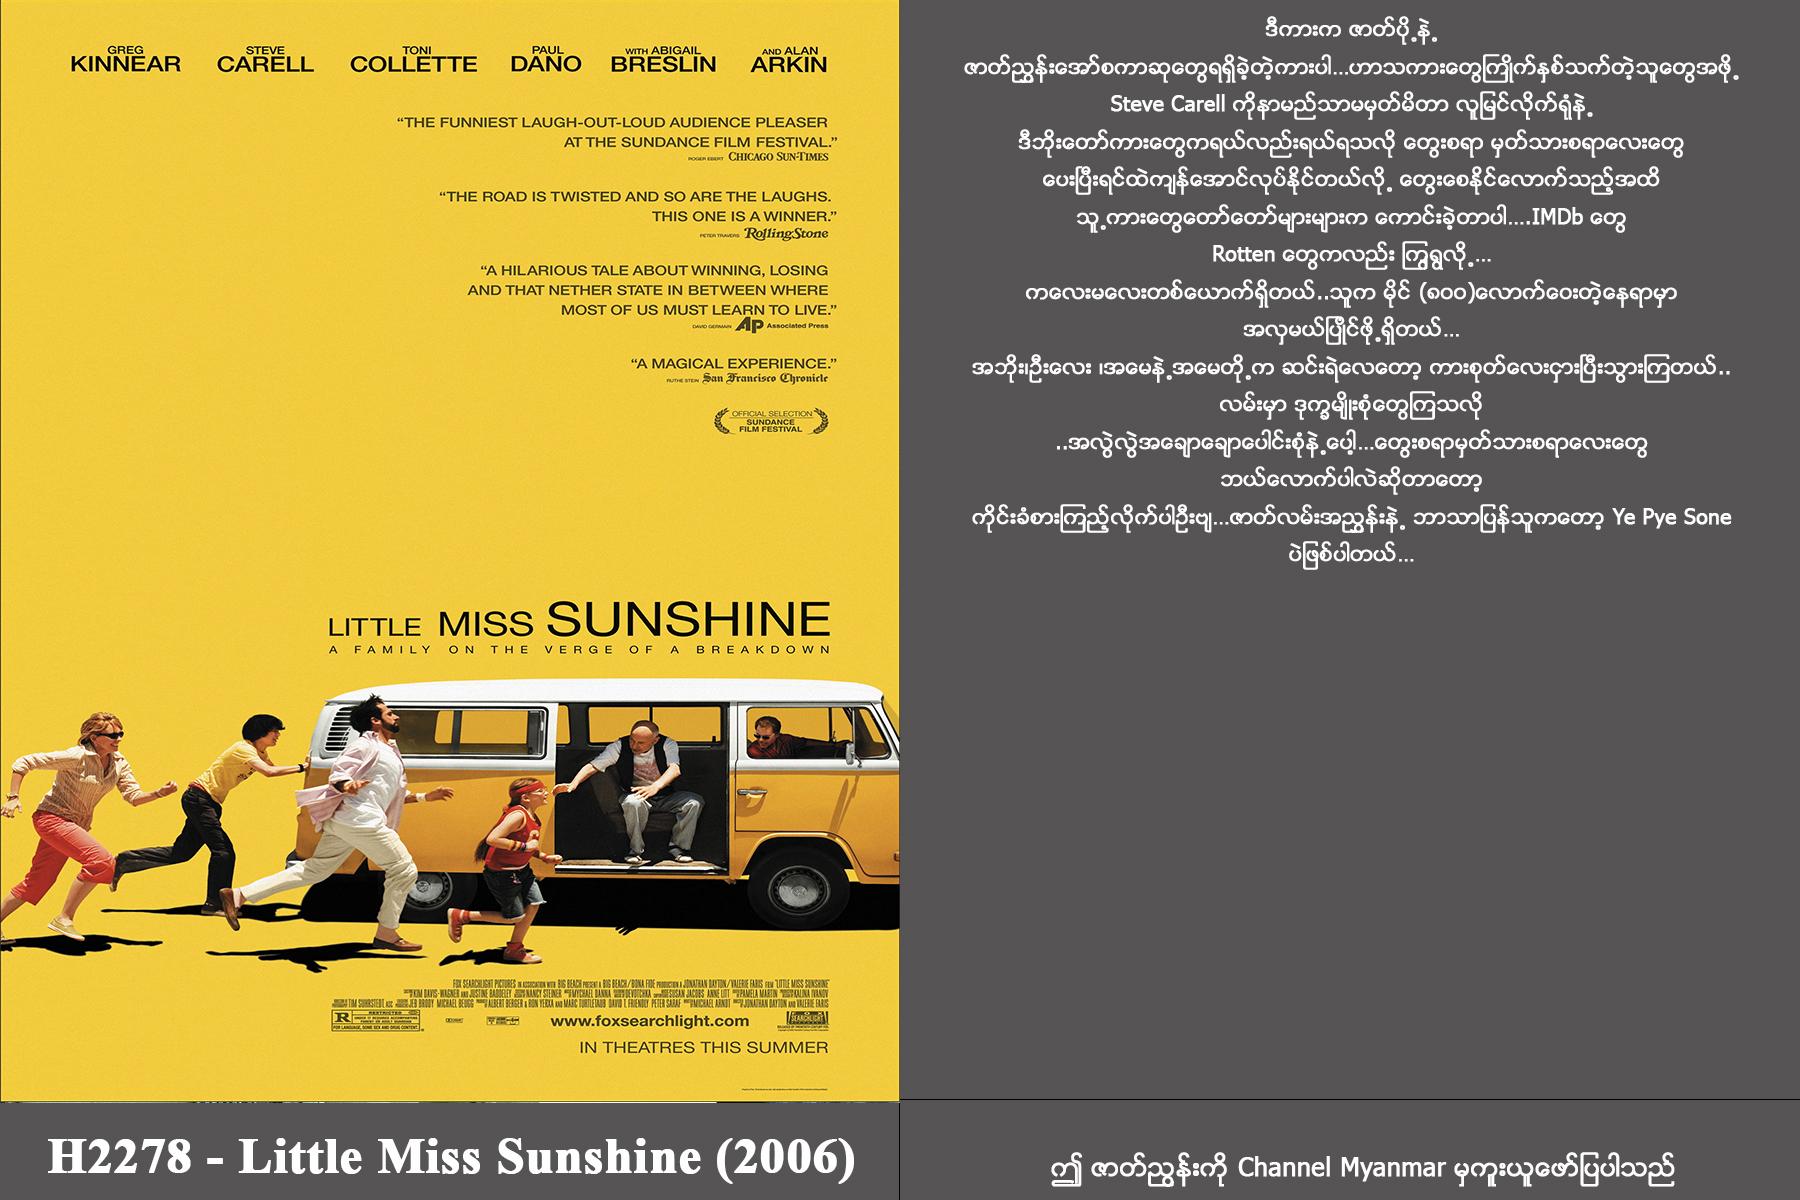 GREG KINNEAR STEVE CARELL TONI COLLETTE PAUL DANO WITH ABIGAIL BRESLIN AND ALAN ARKIN
“THE FUNNIEST LAUGH-OUT-LOUD AUDIENCE PLEASER
AT THE SUNDANCE FILM FESTIVAL.”
ROGER EBERT CHICAGO SUN-TIMES
“THE ROAD IS TWISTED AND SO ARE THE LAUGHS.
THIS ONE IS A WINNER.”
PETER TRAVERS RollingStone
“A HILARIOUS TALE ABOUT WINNING, LOSING
AND THAT NETHER STATE IN BETWEEN WHERE
MOST OF US MUST LEARN TO LIVE.”
DAVID GERMAIN AP Associated Press
“A MAGICAL EXPERIENCE.”
RUTHE STEIN San Francisco Chronicle
OFFICIAL SELECTION
SUNDANCE
FILM FESTIVAL
LITTLE MISS SUNSHINE
A FAMILY ON THE VERGE OF A BREAKDOWN
R RESTRICTED
www.foxsearchlight.com
IN THEATRES THIS SUMMER
H2278 - Little Miss Sunshine (2006)
ဒီကားက ဇာတ်ပို့နဲ့
ဇာတ်ညွှန်းအော်စကာဆုတွေရရှိခဲ့တဲ့ကားပါ...ဟာသကားတွေကြိုက်နှစ်သက်တဲ့သူတွေအဖို့
Steve Carell ကိုနာမည်သာမမှတ်မိတာ လူမြင်လိုက်ရုံနဲ့
ဒီဘိုးတော်ကားတွေကရယ်လည်းရယ်ရသလို တွေးစရာ မှတ်သားစရာလေးတွေ
ပေးပြီးရင်ထဲကျန်အောင်လုပ်နိုင်တယ်လို့ တွေးစေနိုင်လောက်သည့်အထိ
သူ့ကားတွေတော်တော်များများက ကောင်းခဲ့တာပါ....IMDb တွေ
Rotten တွေကလည်း ကြွရွလို့...
ကလေးမလေးတစ်ယောက်ရှိတယ်..သူက မိုင် (၈၀၀)လောက်ဝေးတဲ့နေရာမှာ
အလှမယ်ပြိုင်ဖို့ရှိတယ်...
အဘိုး၊ဦးလေး ၊အမေနဲ့အမေတို့က ဆင်းရဲလေတော့ ကားစုတ်လေးငှားပြီးသွားကြတယ်..
လမ်းမှာ ဒုက္ခမျိုးစုံတွေကြသလို
..အလွဲလွဲအချော်ချော်ပေါင်းစုံနဲ့ပေါ့...တွေးစရာမှတ်သားစရာလေးတွေ
ဘယ်လောက်ပါလဲဆိုတာတော့
ကိုင်းခံစားကြည့်လိုက်ပါဦးဗျ...ဇာတ်လမ်းအညွှန်းနဲ့ ဘာသာပြန်သူကတော့ Ye Pye Sone
ပဲဖြစ်ပါတယ်...
ဤ ဇာတ်ညွှန်းကို Channel Myanmar မှကူးယူဖော်ပြပါသည်